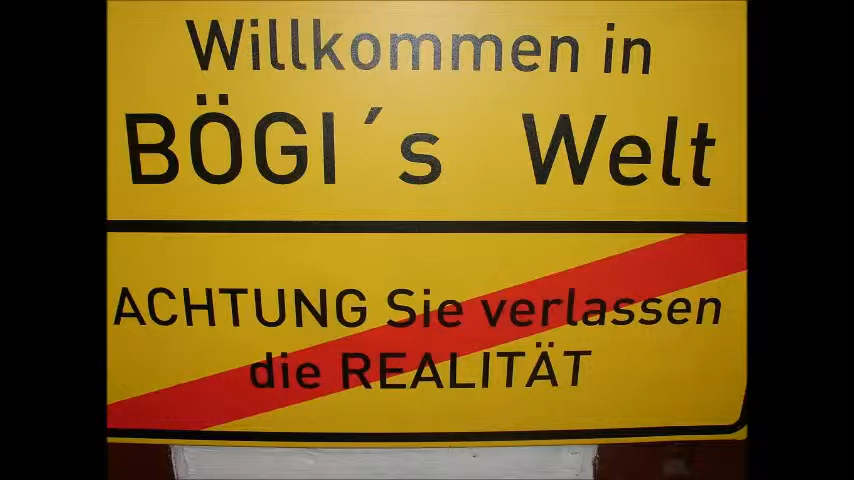 Willkommen in
BÖGI´s Welt
ACHTUNG Sie verlassen
die REALITÄT